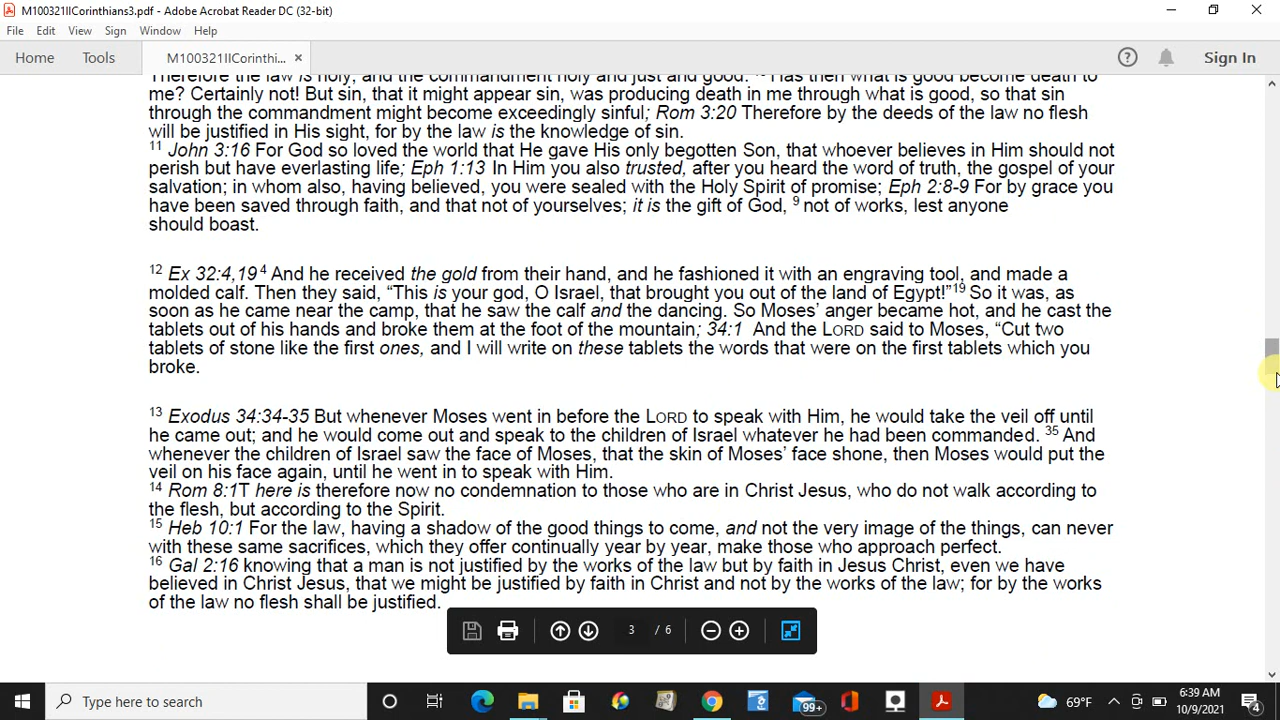 M100321IICorinthians3.pdf - Adobe Acrobat Reader DC (32-bit)
File Edit View Sign Window Help
Home Tools M100321IICorinthi... Sign In
Therefore the law is holy, and the commandment holy and just and good. Has then what is good become death to
me? Certainly not! But sin, that it might appear sin, was producing death in me through what is good, so that sin
through the commandment might become exceedingly sinful; Rom 3:20 Therefore by the deeds of the law no flesh
will be justified in His sight, for by the law is the knowledge of sin.
11 John 3:16 For God so loved the world that He gave His only begotten Son, that whoever believes in Him should not
perish but have everlasting life; Eph 1:13 In Him you also trusted, after you heard the word of truth, the gospel of your
salvation; in whom also, having believed, you were sealed with the Holy Spirit of promise; Eph 2:8-9 For by grace you
have been saved through faith, and that not of yourselves; it is the gift of God, 9 not of works, lest anyone
should boast.
12 Ex 32:4,19 4 And he received the gold from their hand, and he fashioned it with an engraving tool, and made a
molded calf. Then they said, “This is your god, O Israel, that brought you out of the land of Egypt!”19 So it was, as
soon as he came near the camp, that he saw the calf and the dancing. So Moses’ anger became hot, and he cast the
tablets out of his hands and broke them at the foot of the mountain; 34:1 And the LORD said to Moses, “Cut two
tablets of stone like the first ones, and I will write on these tablets the words that were on the first tablets which you
broke.
13 Exodus 34:34-35 But whenever Moses went in before the LORD to speak with Him, he would take the veil off until
he came out; and he would come out and speak to the children of Israel whatever he had been commanded. 35 And
whenever the children of Israel saw the face of Moses, that the skin of Moses’ face shone, then Moses would put the
veil on his face again, until he went in to speak with Him.
14 Rom 8:1T here is therefore now no condemnation to those who are in Christ Jesus, who do not walk according to
the flesh, but according to the Spirit.
15 Heb 10:1 For the law, having a shadow of the good things to come, and not the very image of the things, can never
with these same sacrifices, which they offer continually year by year, make those who approach perfect.
16 Gal 2:16 knowing that a man is not justified by the works of the law but by faith in Jesus Christ, even we have
believed in Christ Jesus, that we might be justified by faith in Christ and not by the works of the law; for by the works
of the law no flesh shall be justified.
3 / 6
Type here to search
99+
69°F
6:39 AM
10/9/2021
4